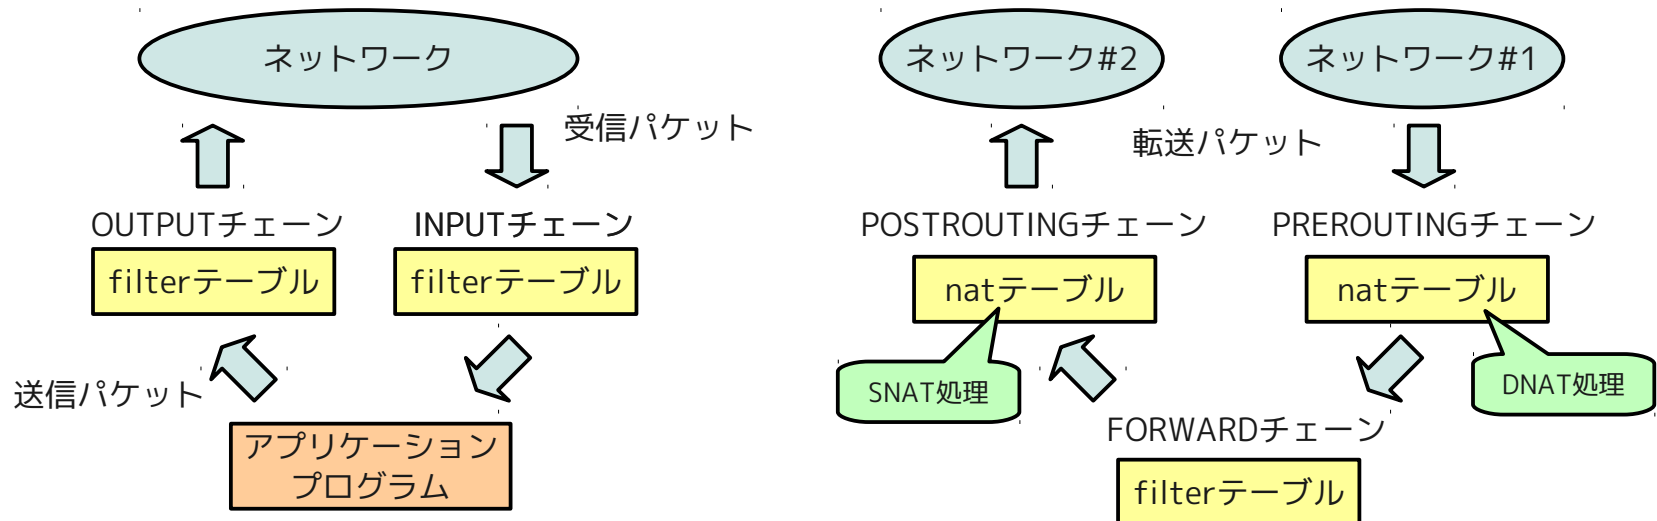 ネットワーク
受信パケット
OUTPUTチェーン
INPUTチェーン
filterテーブル
filterテーブル
送信パケット
アプリケーション
プログラム
ネットワーク#2
ネットワーク#1
転送パケット
POSTROUTINGチェーン
PREROUTINGチェーン
natテーブル
natテーブル
SNAT処理
DNAT処理
FORWARDチェーン
filterテーブル